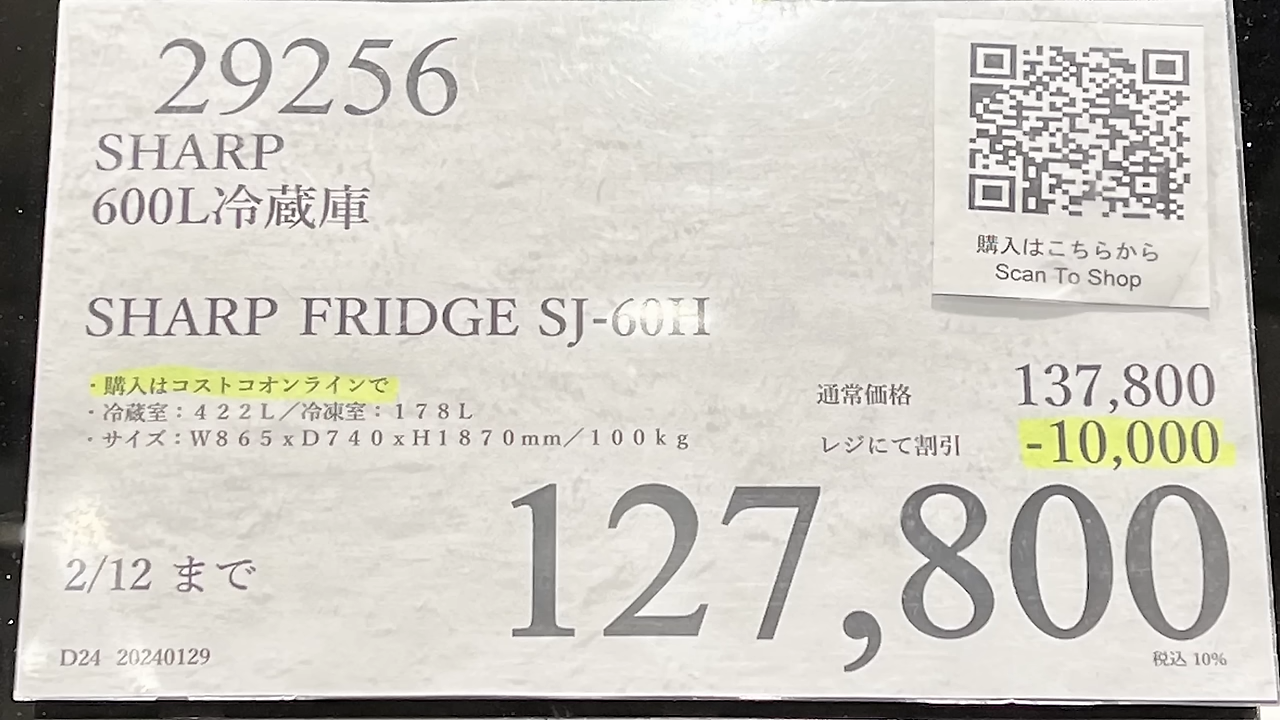 29256
SHARP
600L冷蔵庫
購入はこちらから
Scan To Shop
SHARP FRIDGE SJ-60H
・購入はコストコオンラインで
・冷蔵室：４２２Ｌ／冷凍室：１７８Ｌ
・サイズ：Ｗ８６５ｘＤ７４０ｘＨ１８７０mm／１００ｋｇ
通常価格 137,800
レジにて割引 -10,000
127,800
2/12 まで
D24 20240129
税込 10%